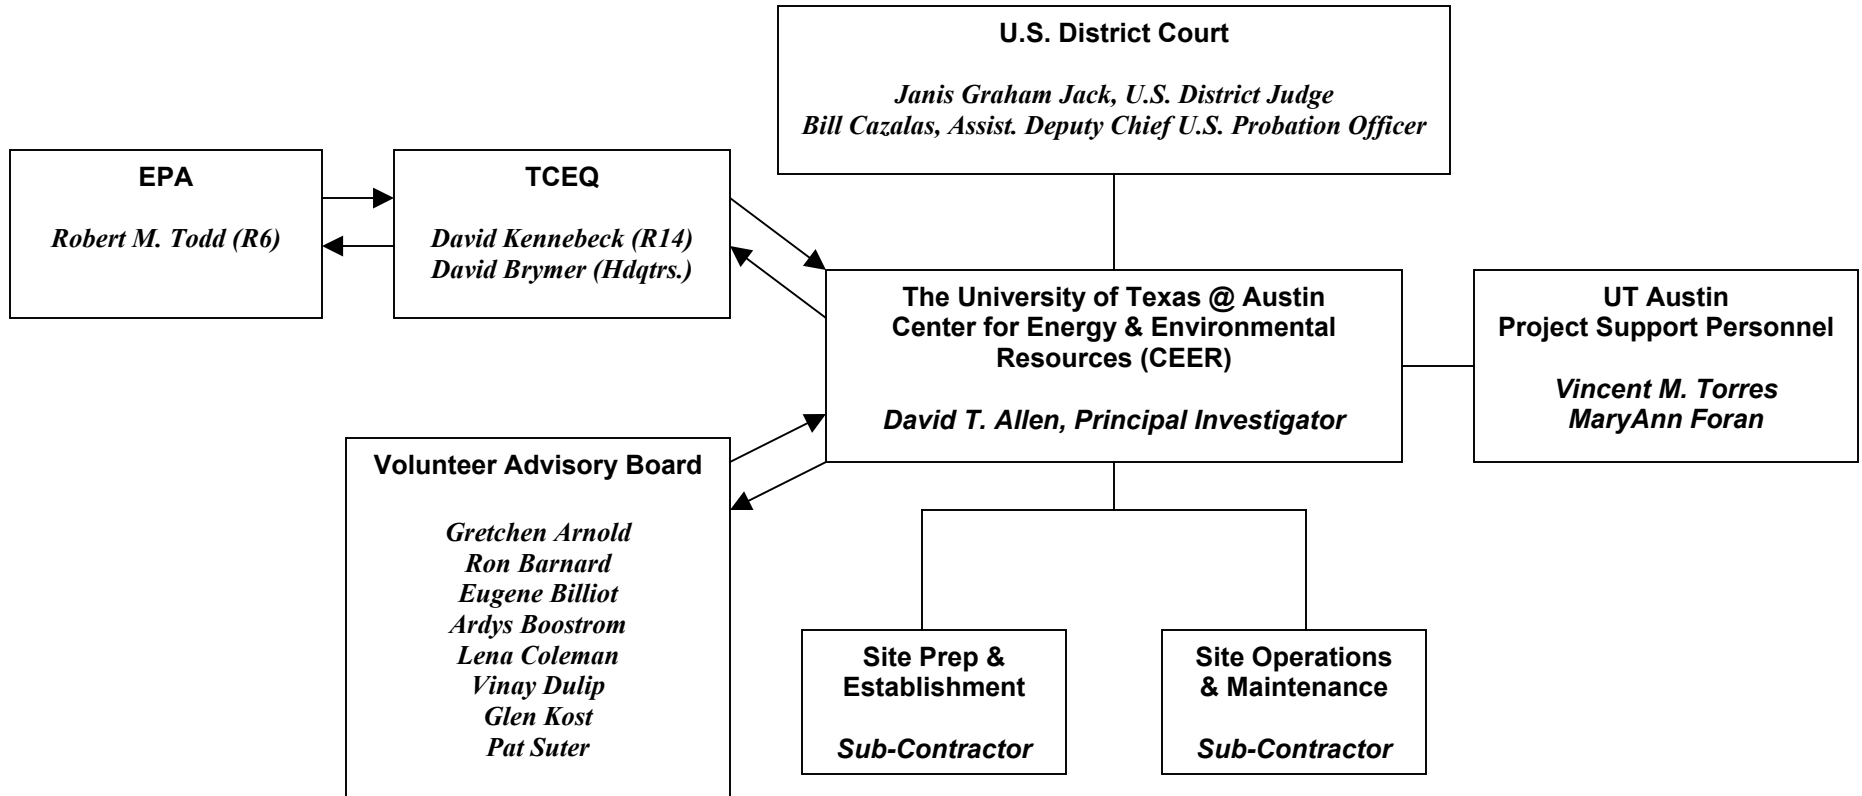 U.S. District Court
Janis Graham Jack, U.S. District Judge
Bill Cazalas, Assist. Deputy Chief U.S. Probation Officer
EPA
Robert M. Todd (R6)
TCEQ
David Kennebeck (R14)
David Brymer (Hdqtrs.)
The University of Texas @ Austin
Center for Energy & Environmental
Resources (CEER)
David T. Allen, Principal Investigator
UT Austin
Project Support Personnel
Vincent M. Torres
MaryAnn Foran
Volunteer Advisory Board
Gretchen Arnold
Ron Barnard
Eugene Billiot
Ardys Boostrom
Lena Coleman
Vinay Dulip
Glen Kost
Pat Suter
Site Prep &
Establishment
Sub-Contractor
Site Operations
& Maintenance
Sub-Contractor